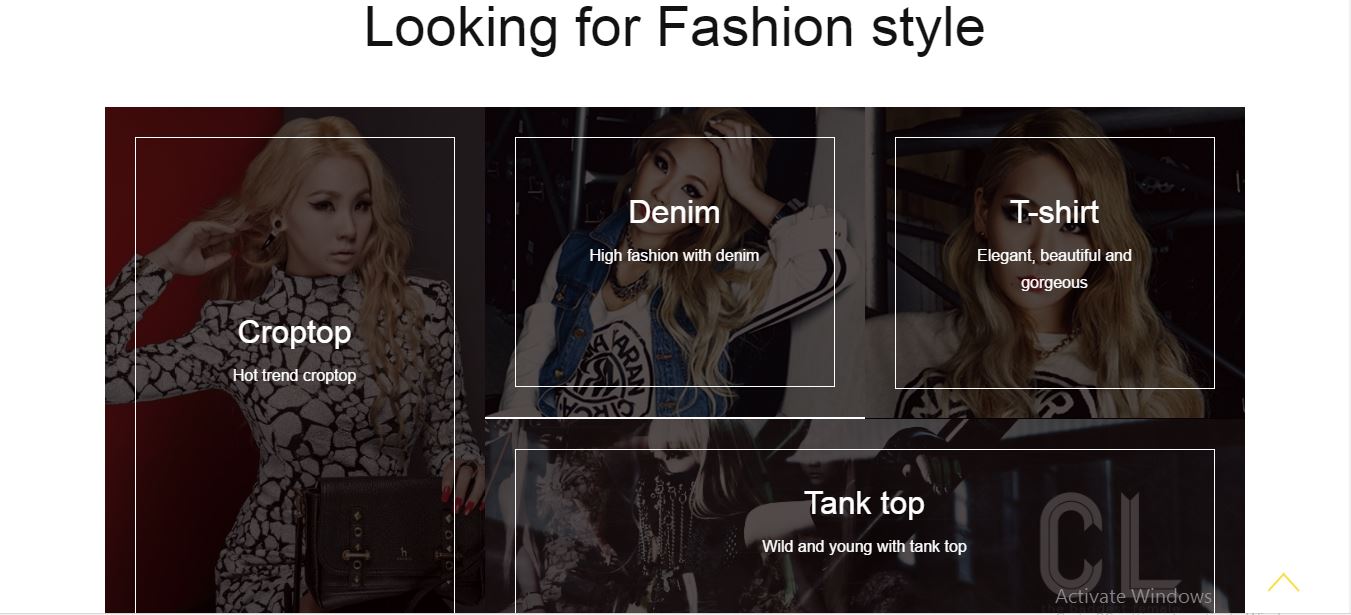 Looking for Fashion style
Croptop
Hot trend croptop
Denim
High fashion with denim
T-shirt
Elegant, beautiful and
gorgeous
Tank top
Wild and young with tank top
CL
Activate Windows